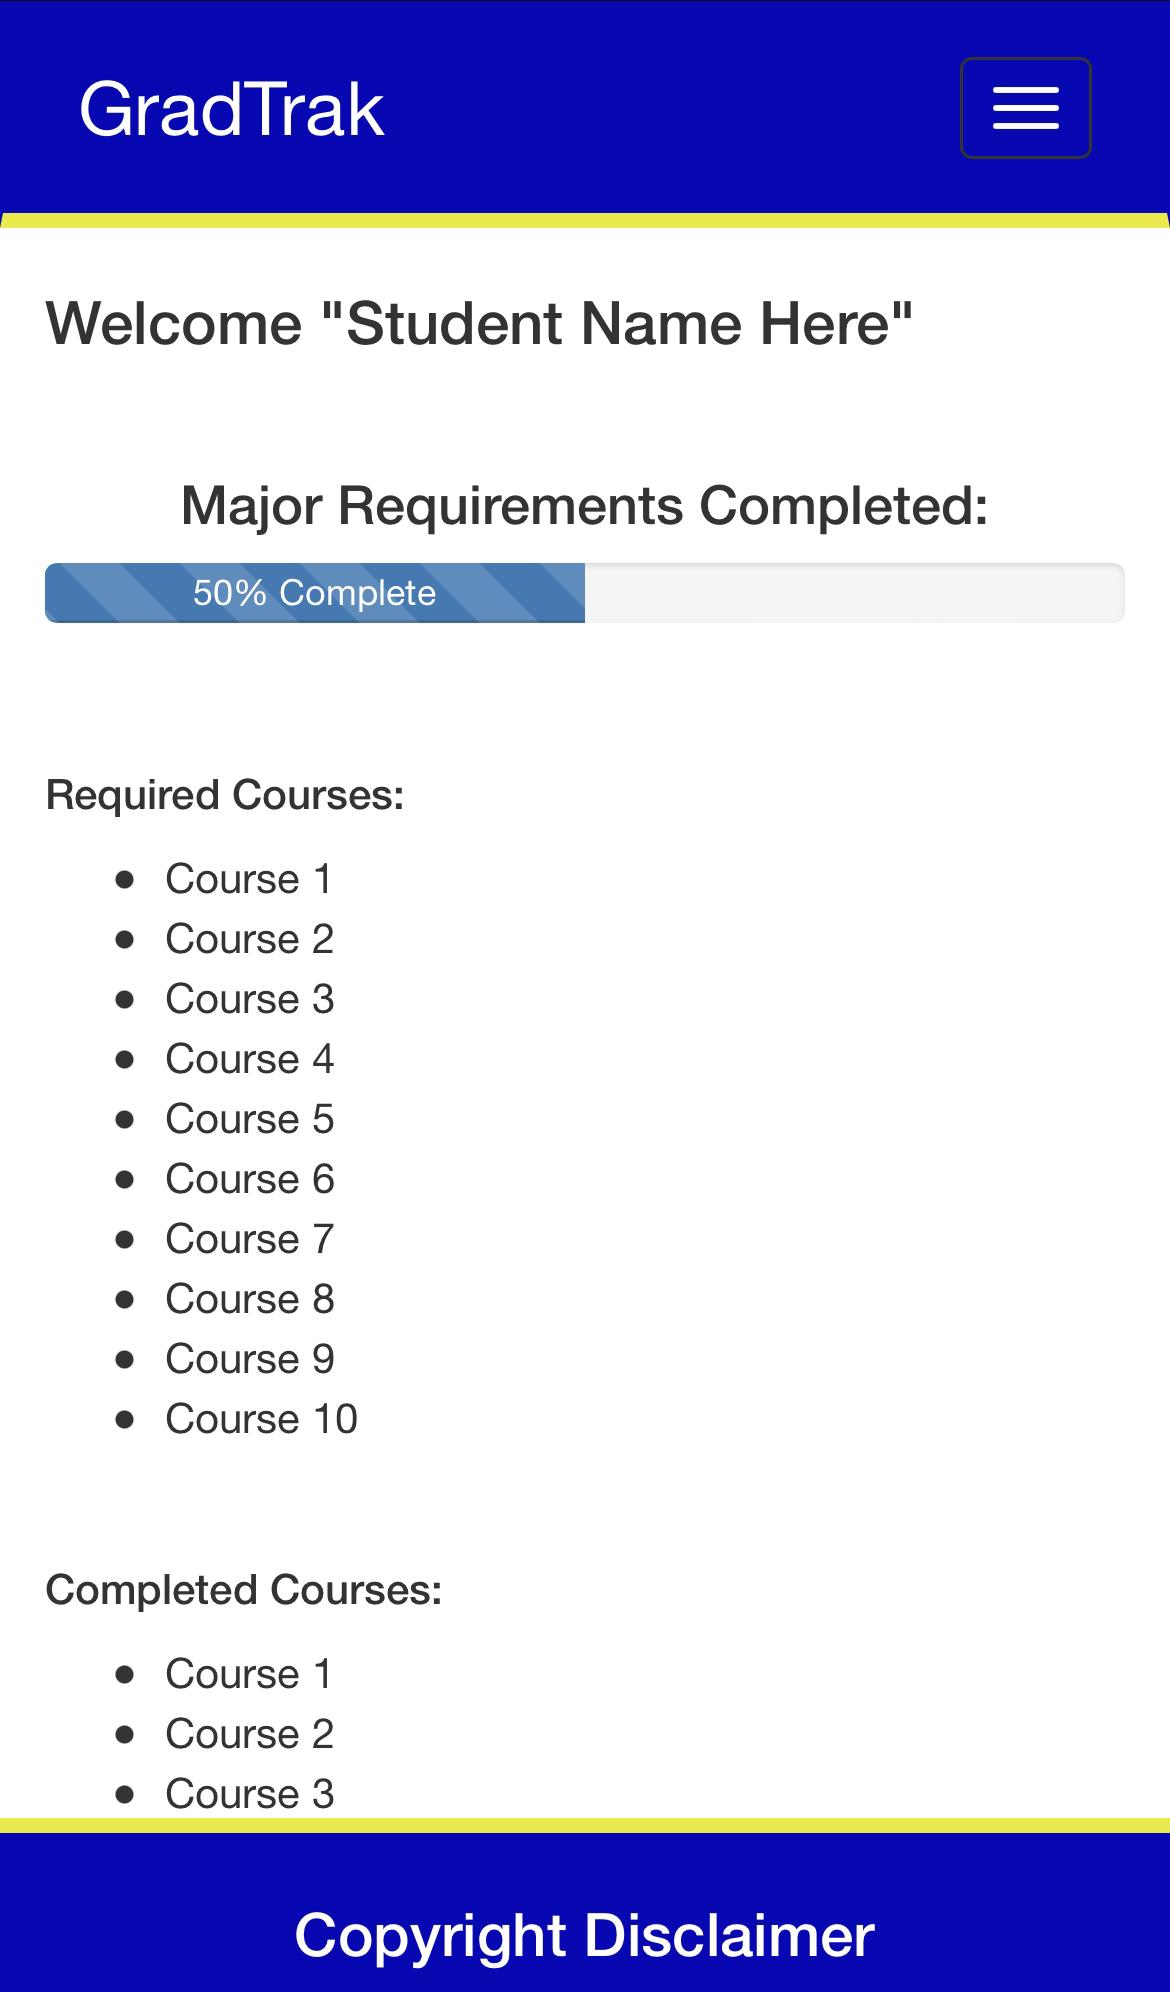 GradTrak
Welcome "Student Name Here"
Major Requirements Completed:
50% Complete
Required Courses:
Course 1
Course 2
Course 3
Course 4
Course 5
Course 6
Course 7
Course 8
Course 9
Course 10
Completed Courses:
Course 1
Course 2
Course 3
Copyright Disclaimer